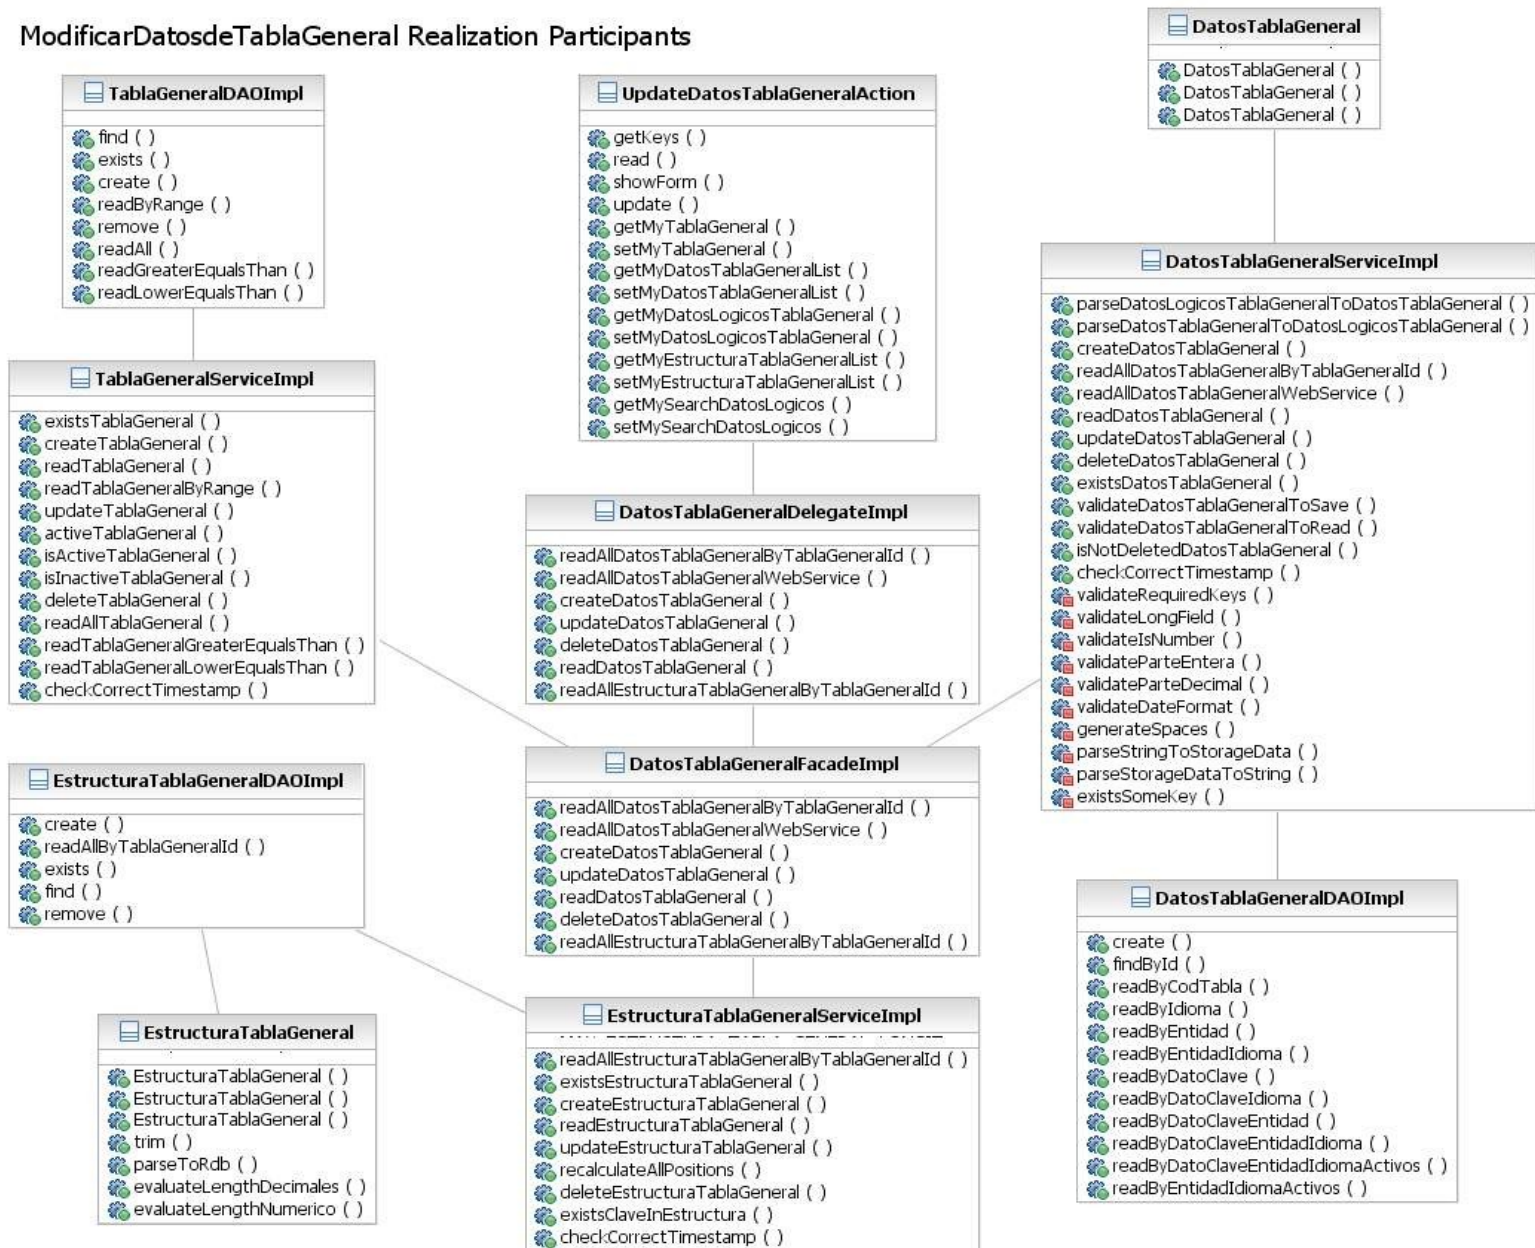 ModificarDatosdeTablaGeneral Realization Participants
TablaGeneralDAOImpl
find ( )
exists ( )
create ( )
readByRange ( )
remove ( )
readAll ( )
readGreaterEqualsThan ( )
readLowerEqualsThan ( )
UpdateDatosTablaGeneralAction
getKeys ( )
read ( )
showForm ( )
update ( )
getMyTablaGeneral ( )
setMyTablaGeneral ( )
getMyDatosTablaGeneralList ( )
setMyDatosTablaGeneralList ( )
getMyDatosLogicosTablaGeneral ( )
setMyDatosLogicosTablaGeneral ( )
getMyEstructuraTablaGeneralList ( )
setMyEstructuraTablaGeneralList ( )
getMySearchDatosLogicos ( )
setMySearchDatosLogicos ( )
DatosTablaGeneral
DatosTablaGeneral ( )
DatosTablaGeneral ( )
DatosTablaGeneral ( )
TablaGeneralServiceImpl
existsTablaGeneral ( )
createTablaGeneral ( )
readTablaGeneral ( )
readTablaGeneralByRange ( )
updateTablaGeneral ( )
activeTablaGeneral ( )
isActiveTablaGeneral ( )
isInactiveTablaGeneral ( )
deleteTablaGeneral ( )
readAllTablaGeneral ( )
readTablaGeneralGreaterEqualsThan ( )
readTablaGeneralLowerEqualsThan ( )
checkCorrectTimestamp ( )
DatosTablaGeneralDelegateImpl
readAllDatosTablaGeneralByTablaGeneralId ( )
readAllDatosTablaGeneralWebService ( )
createDatosTablaGeneral ( )
updateDatosTablaGeneral ( )
deleteDatosTablaGeneral ( )
readDatosTablaGeneral ( )
readAllEstructuraTablaGeneralByTablaGeneralId ( )
DatosTablaGeneralServiceImpl
parseDatosLogicosTablaGeneralToDatosTablaGeneral ( )
parseDatosTablaGeneralToDatosLogicosTablaGeneral ( )
createDatosTablaGeneral ( )
readAllDatosTablaGeneralByTablaGeneralId ( )
readAllDatosTablaGeneralWebService ( )
readDatosTablaGeneral ( )
updateDatosTablaGeneral ( )
deleteDatosTablaGeneral ( )
existsDatosTablaGeneral ( )
validateDatosTablaGeneralToSave ( )
validateDatosTablaGeneralToRead ( )
isNotDeletedDatosTablaGeneral ( )
checkCorrectTimestamp ( )
validateRequiredKeys ( )
validateLongField ( )
validateIsNumber ( )
validateParteEntera ( )
validateParteDecimal ( )
validateDateFormat ( )
generateSpaces ( )
parseStringToStorageData ( )
parseStorageDataToString ( )
existsSomeKey ( )
EstructuraTablaGeneralDAOImpl
create ( )
readAllByTablaGeneralId ( )
exists ( )
find ( )
remove ( )
DatosTablaGeneralFacadeImpl
readAllDatosTablaGeneralByTablaGeneralId ( )
readAllDatosTablaGeneralWebService ( )
createDatosTablaGeneral ( )
updateDatosTablaGeneral ( )
readDatosTablaGeneral ( )
deleteDatosTablaGeneral ( )
readAllEstructuraTablaGeneralByTablaGeneralId ( )
EstructuraTablaGeneral
EstructuraTablaGeneral ( )
EstructuraTablaGeneral ( )
EstructuraTablaGeneral ( )
trim ( )
parseToRdb ( )
evaluateLengthDecimales ( )
evaluateLengthNumerico ( )
EstructuraTablaGeneralServiceImpl
readAllEstructuraTablaGeneralByTablaGeneralId ( )
existsEstructuraTablaGeneral ( )
createEstructuraTablaGeneral ( )
readEstructuraTablaGeneral ( )
updateEstructuraTablaGeneral ( )
recalculateAllPositions ( )
deleteEstructuraTablaGeneral ( )
existsClaveInEstructura ( )
checkCorrectTimestamp ( )
DatosTablaGeneralDAOImpl
create ( )
findById ( )
readByCodTabla ( )
readByIdioma ( )
readByEntidad ( )
readByEntidadIdioma ( )
readByDatoClave ( )
readByDatoClaveIdioma ( )
readByDatoClaveEntidad ( )
readByDatoClaveEntidadIdioma ( )
readByDatoClaveEntidadIdiomaActivos ( )
readByEntidadIdiomaActivos ( )